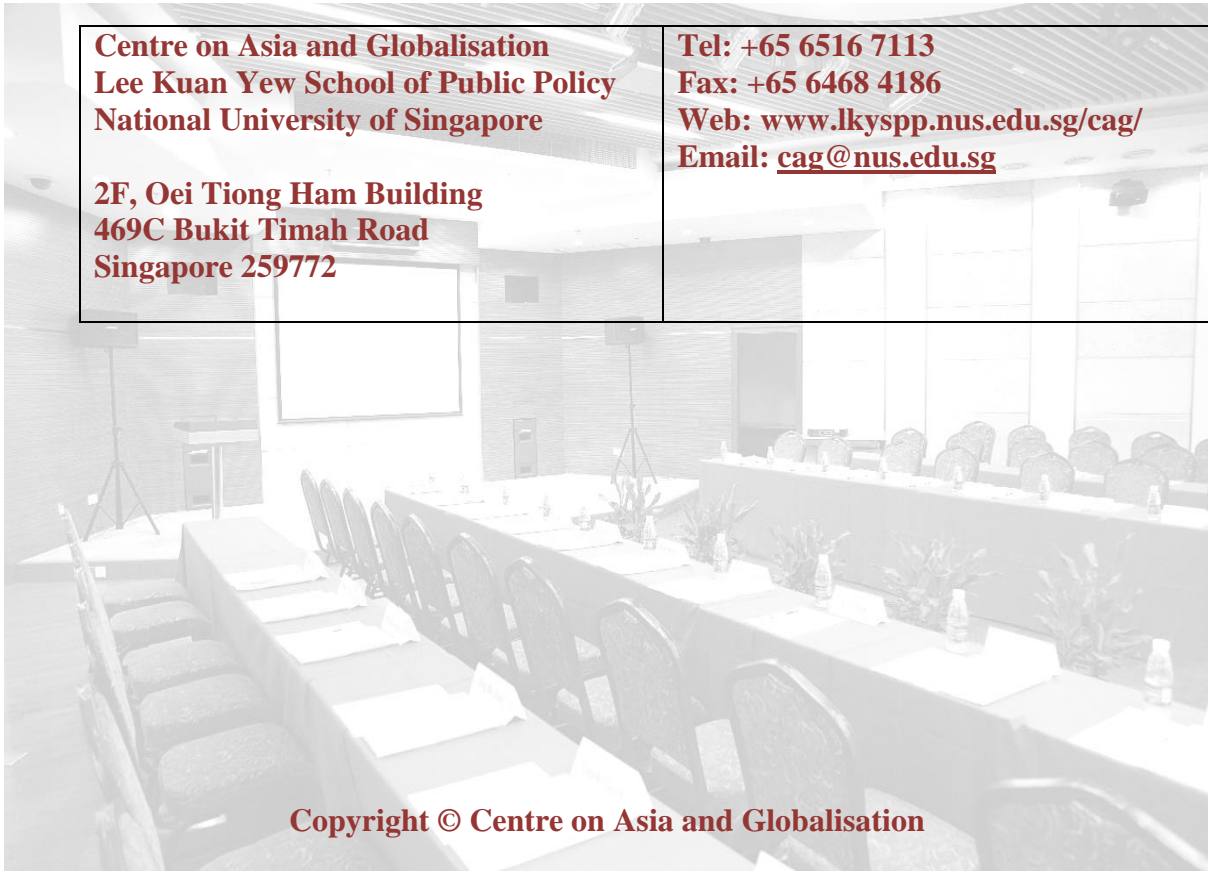 Centre on Asia and Globalisation
Lee Kuan Yew School of Public Policy
National University of Singapore
2F, Oei Tiong Ham Building
469C Bukit Timah Road
Singapore 259772
Tel: +65 6516 7113
Fax: +65 6468 4186
Web: www.lkyspp.nus.edu.sg/cag/
Email: cag@nus.edu.sg
Copyright © Centre on Asia and Globalisation